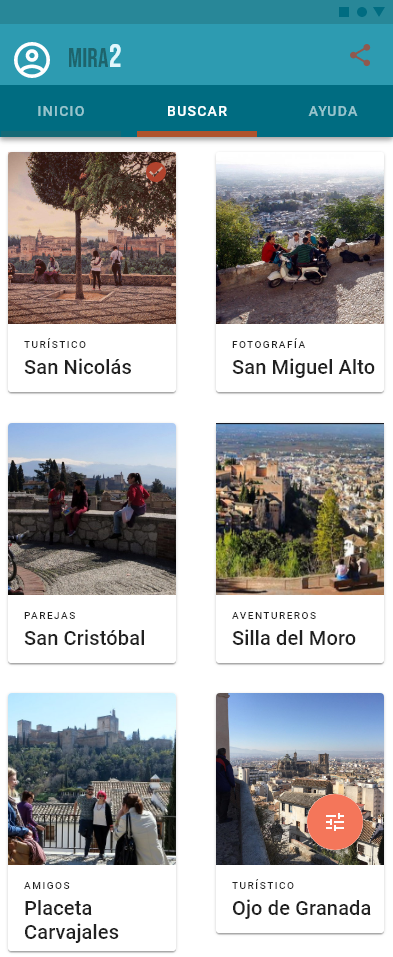 MIRA2
INICIO BUSCAR AYUDA
TURÍSTICO
San Nicolás
FOTOGRAFÍA
San Miguel Alto
PAREJAS
San Cristóbal
AVENTUREROS
Silla del Moro
AMIGOS
Placeta
Carvajales
TURÍSTICO
Ojo de Granada